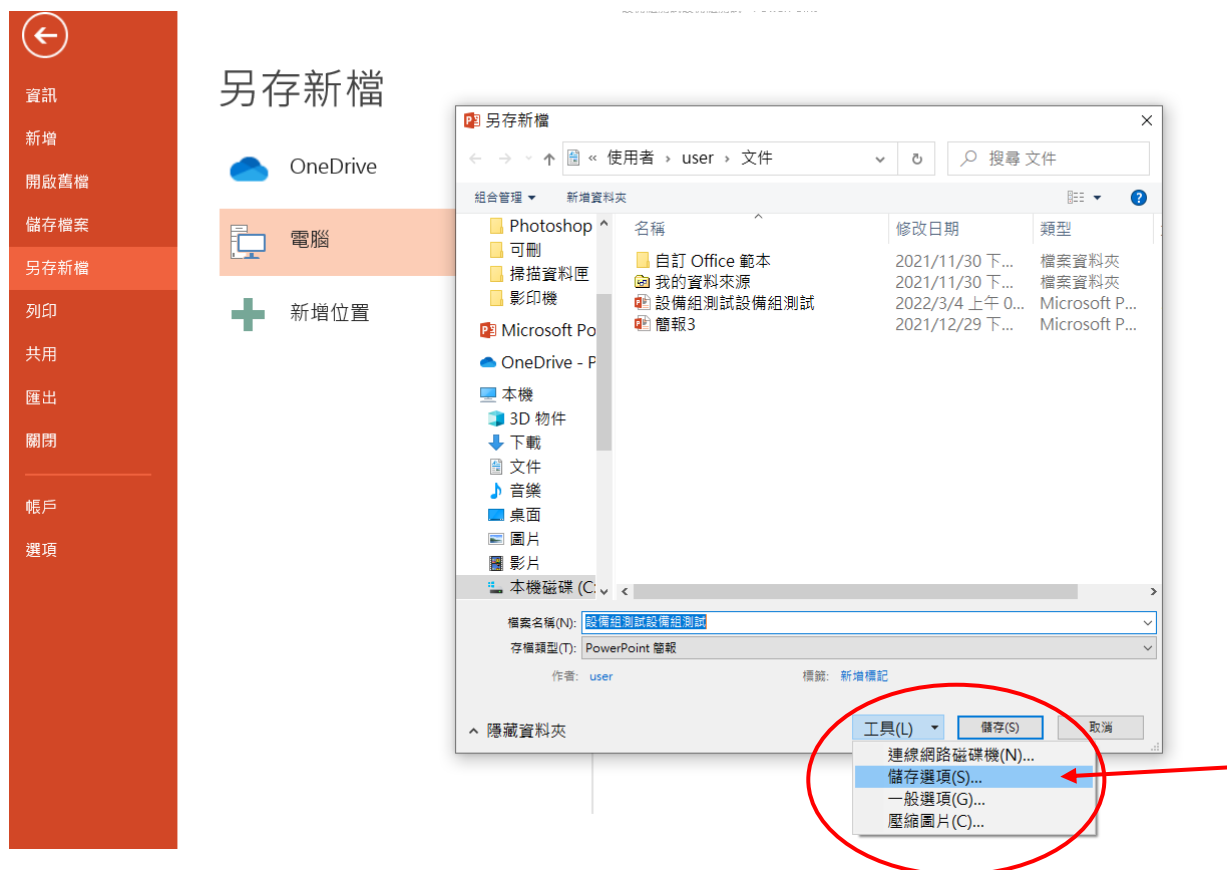 資訊
新增
開啟舊檔
儲存檔案
另存新檔
列印
共用
匯出
關閉
帳戶
選項
另存新檔
OneDrive
電腦
新增位置
另存新檔
« 使用者 › user › 文件
搜尋 文件
組合管理
新增資料夾
Photoshop
可刪
掃描資料匣
影印機
Microsoft Po
OneDrive - P
本機
3D 物件
下載
文件
音樂
桌面
圖片
影片
本機磁碟 (C:
名稱 修改日期 類型
自訂 Office 範本 2021/11/30 下... 檔案資料夾
我的資料來源 2021/11/30 下... 檔案資料夾
設備組測試設備組測試 2022/3/4 上午 0... Microsoft P...
簡報3 2021/12/29 下... Microsoft P...
檔案名稱(N): 設備組測試設備組測試
存檔類型(T): PowerPoint 簡報
作者: user 標籤: 新增標記
隱藏資料夾
工具(L) 儲存(S) 取消
連線網路磁碟機(N)...
儲存選項(S)...
一般選項(G)...
壓縮圖片(C)...